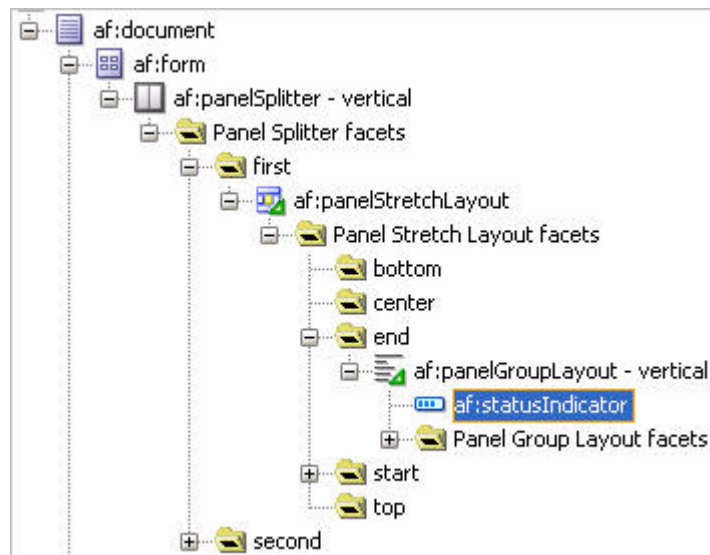 af:document
af:form
af:panelSplitter - vertical
Panel Splitter facets
first
af:panelStretchLayout
Panel Stretch Layout facets
bottom
center
end
af:panelGroupLayout - vertical
af:statusIndicator
Panel Group Layout facets
start
top
second